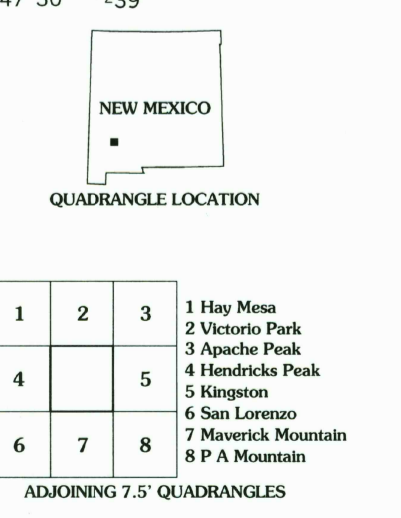 NEW MEXICO
QUADRANGLE LOCATION
1 2 3
4 5
6 7 8
1 Hay Mesa
2 Victorio Park
3 Apache Peak
4 Hendricks Peak
5 Kingston
6 San Lorenzo
7 Maverick Mountain
8 P A Mountain
ADJOINING 7.5' QUADRANGLES